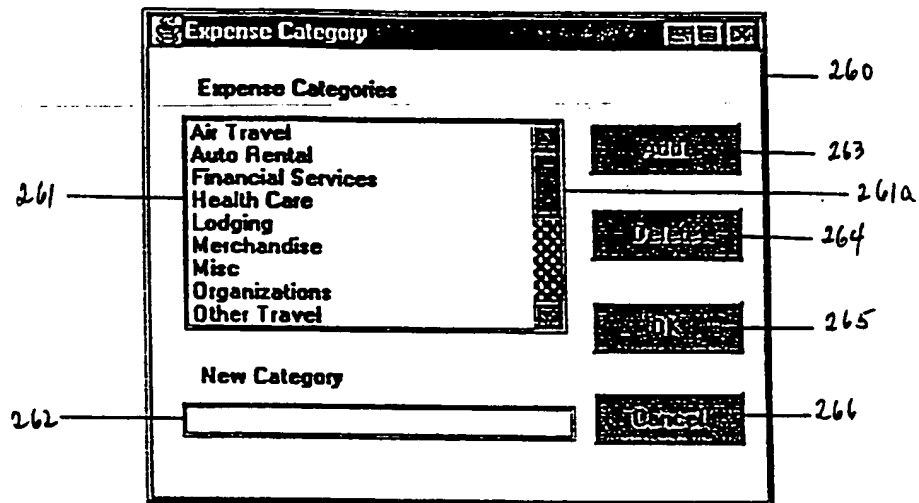 Expense Category
260
Expense Categories
Air Travel
Auto Rental
Financial Services
Health Care
Lodging
Merchandise
Misc
Organizations
Other Travel
Add
263
261
261a
Delete
264
OK
265
New Category
262
Cancel
266